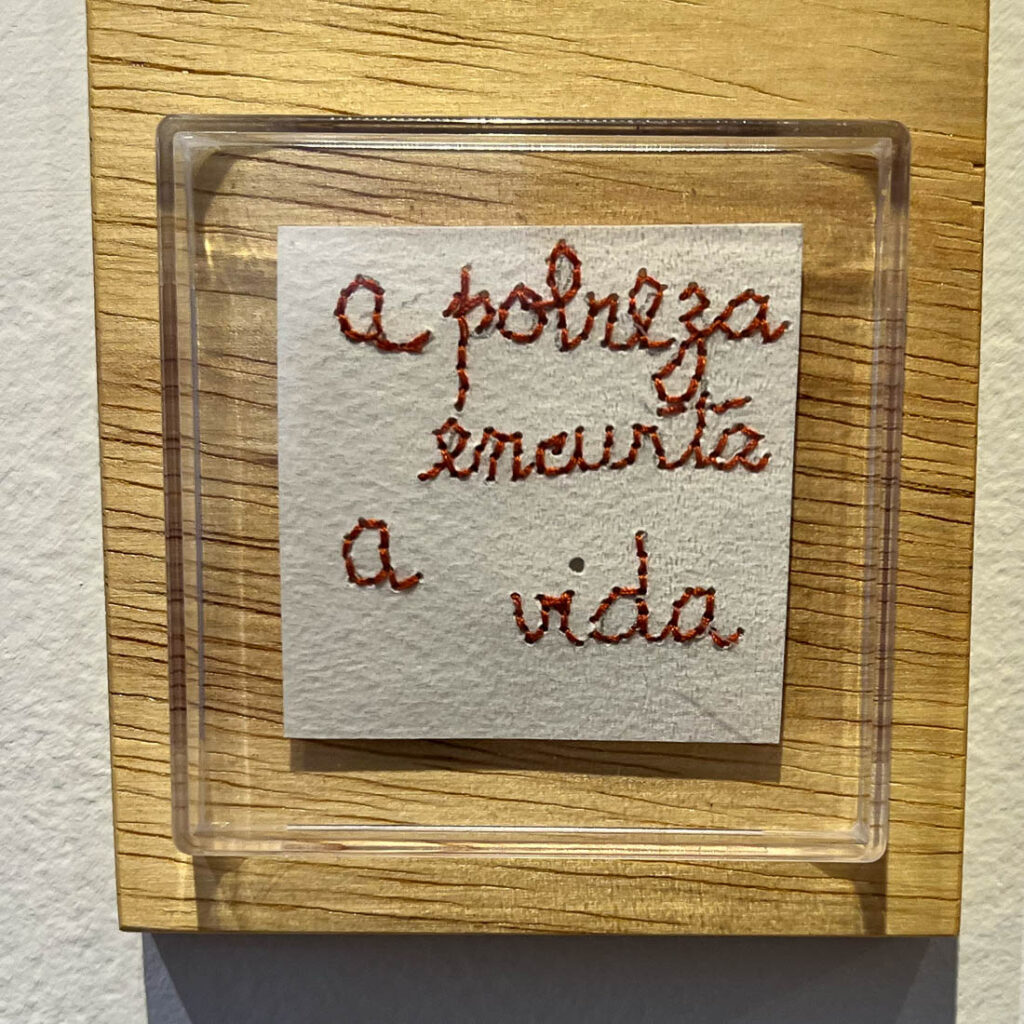 a pobreza
encurta
a vida